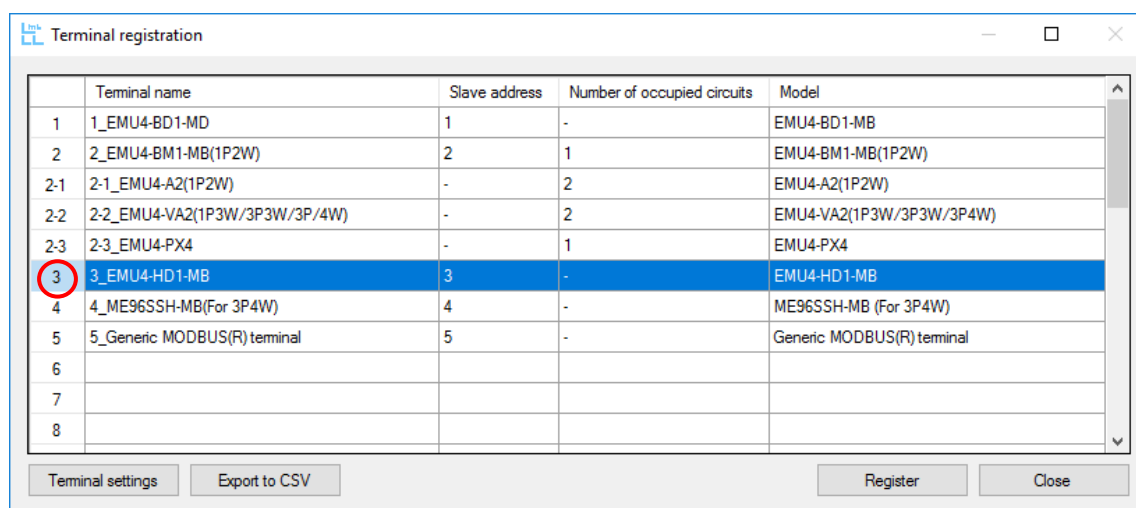 Terminal registration
Terminal name Slave address Number of occupied circuits Model
1 1_EMU4-BD1-MD 1 - EMU4-BD1-MB
2 2_EMU4-BM1-MB(1P2W) 2 1 EMU4-BM1-MB(1P2W)
2-1 2-1_EMU4-A2(1P2W) - 2 EMU4-A2(1P2W)
2-2 2-2_EMU4-VA2(1P3W/3P3W/3P/4W) - 2 EMU4-VA2(1P3W/3P3W/3P4W)
2-3 2-3_EMU4-PX4 - 1 EMU4-PX4
3 3_EMU4-HD1-MB 3 - EMU4-HD1-MB
4 4_ME96SSH-MB(For 3P4W) 4 - ME96SSH-MB (For 3P4W)
5 5_Generic MODBUS(R) terminal 5 - Generic MODBUS(R) terminal
6
7
8
Terminal settings Export to CSV Register Close